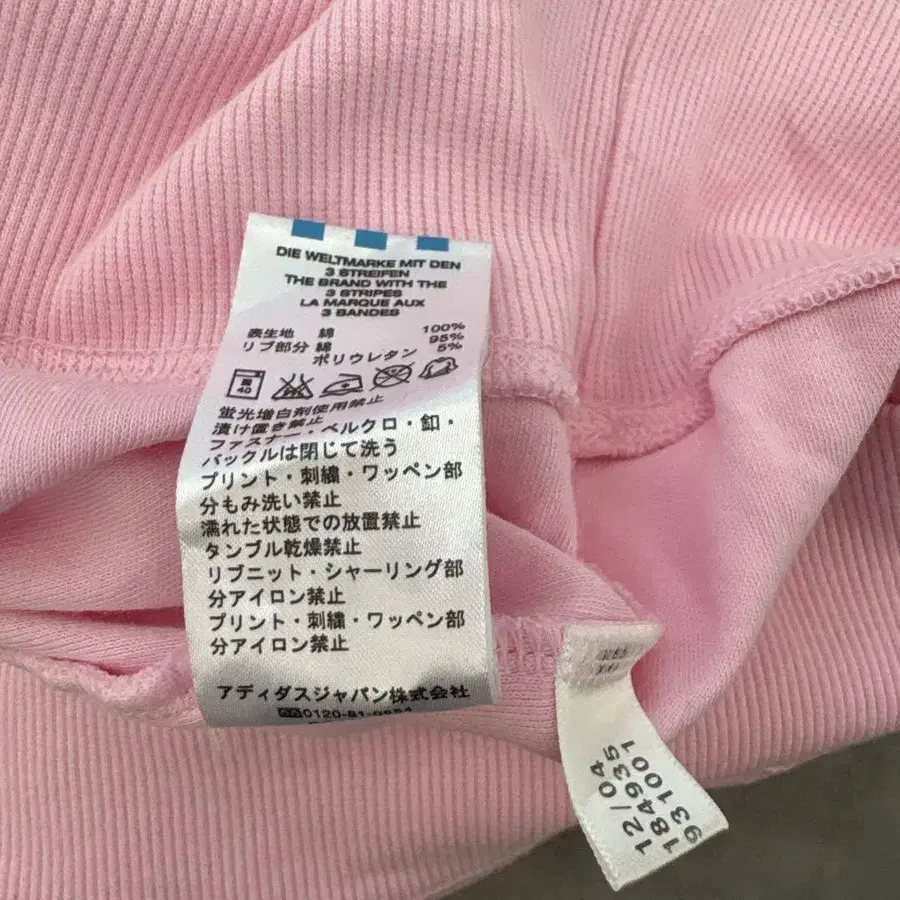 DIE WELTMARKE MIT DEN
3 STREIFEN
THE BRAND WITH THE
3 STRIPES
LA MARQUE AUX
3 BANDES
表生地 綿 100%
リブ部分 綿 95%
ポリウレタン 5%
40
蛍光増白剤使用禁止
漬け置き禁止
ファスナー・ベルクロ・釦・
バックルは閉じて洗う
プリント・刺繍・ワッペン部
分もみ洗い禁止
濡れた状態での放置禁止
タンブル乾燥禁止
リブニット・シャーリング部
分アイロン禁止
プリント・刺繍・ワッペン部
分アイロン禁止
アディダスジャパン株式会社
0120-81-
12/04
184935
931001